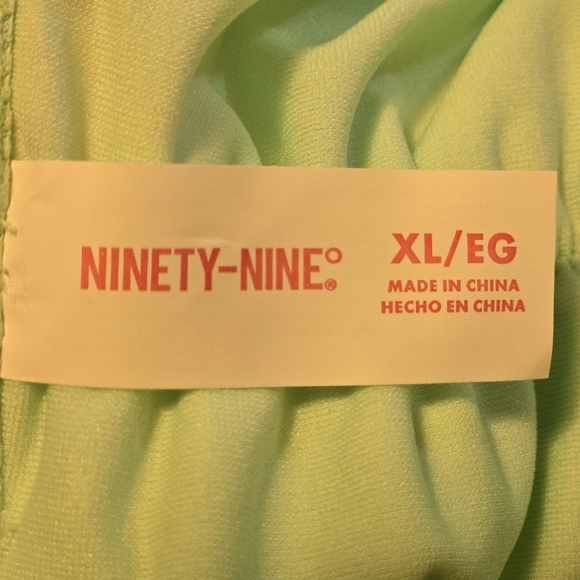 NINETY-NINE°®
XL/EG
MADE IN CHINA
HECHO EN CHINA